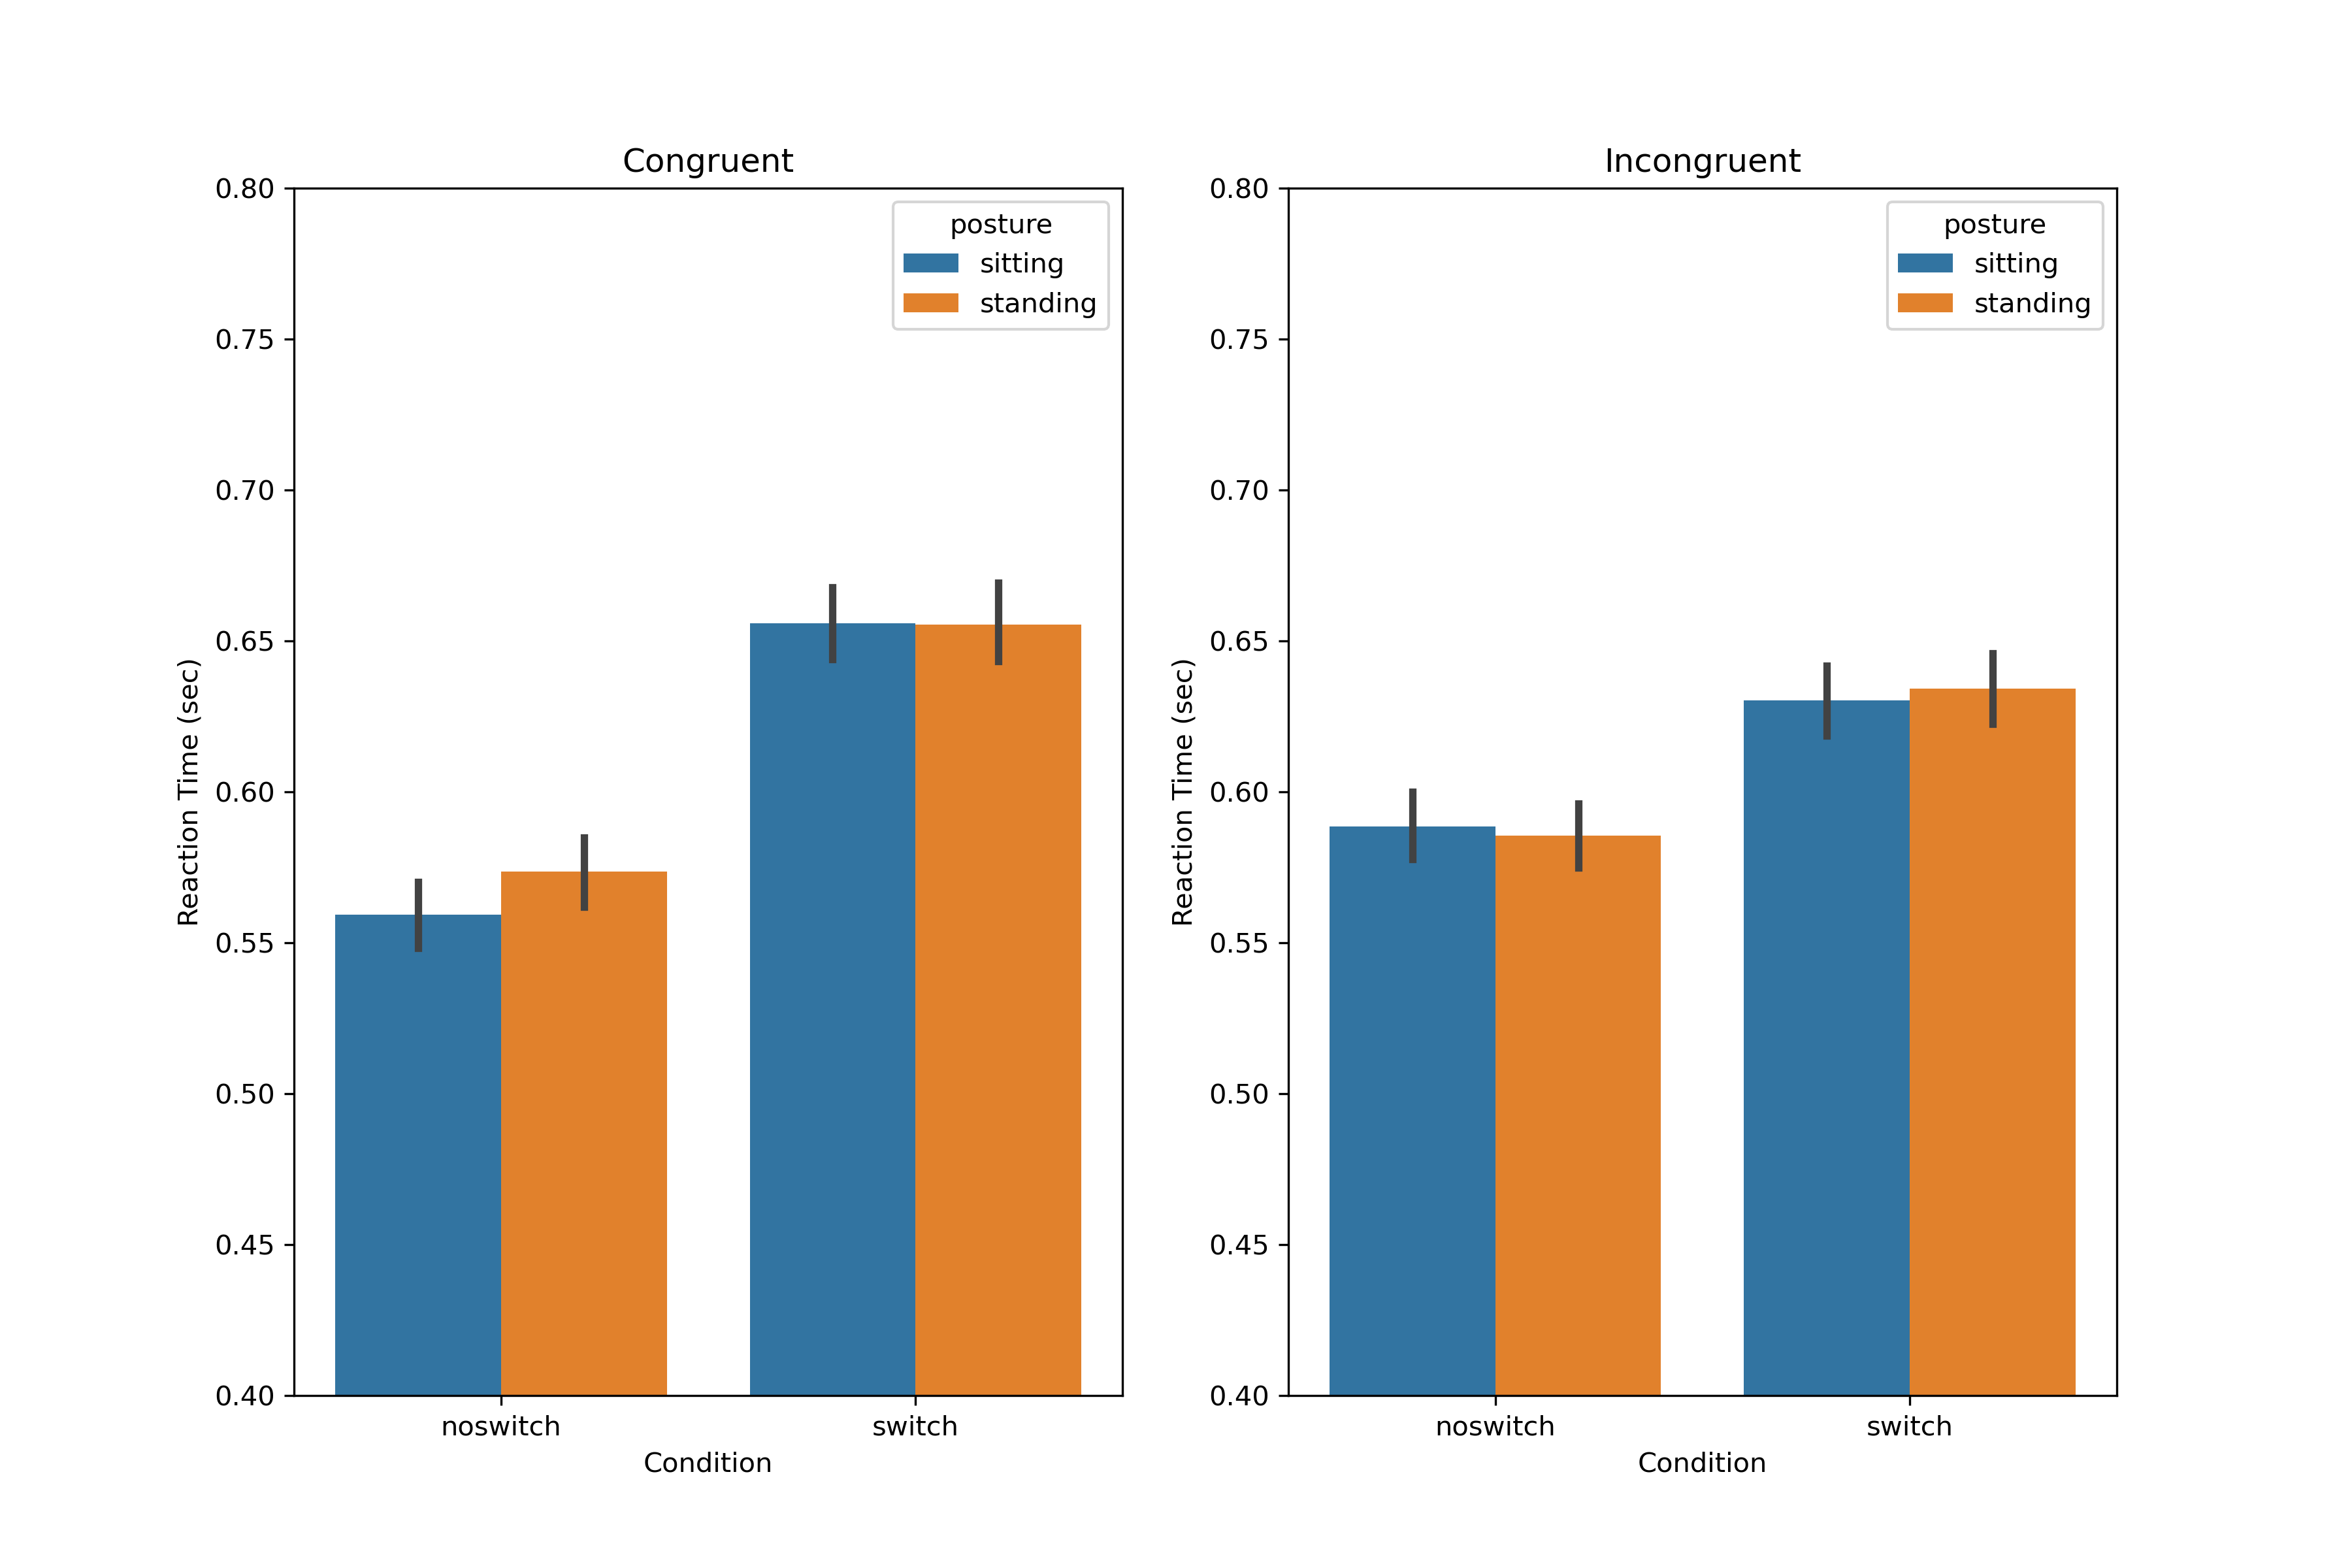 Congruent
0.80
0.75
0.70
0.65
0.60
0.55
0.50
0.45
0.40
Reaction Time (sec)
posture
sitting
standing
noswitch switch
Condition
Incongruent
0.80
0.75
0.70
0.65
0.60
0.55
0.50
0.45
0.40
Reaction Time (sec)
posture
sitting
standing
noswitch switch
Condition